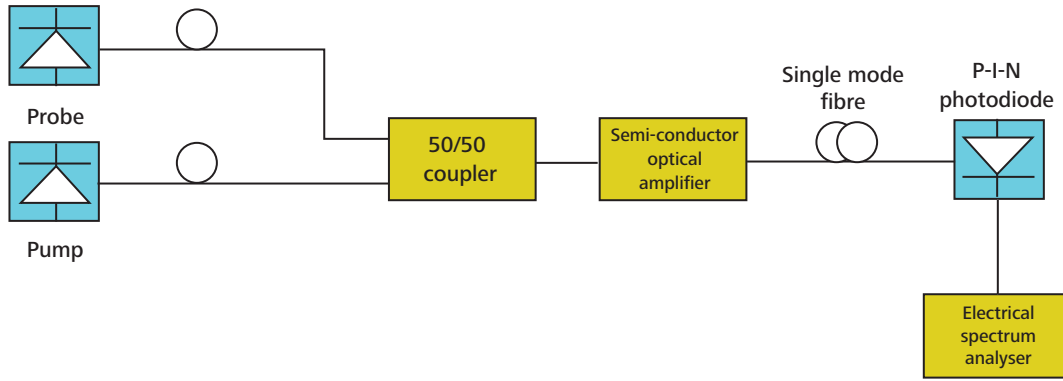 Probe
Pump
50/50
coupler
Semi-conductor
optical
amplifier
Single mode
fibre
P-I-N
photodiode
Electrical
spectrum
analyser